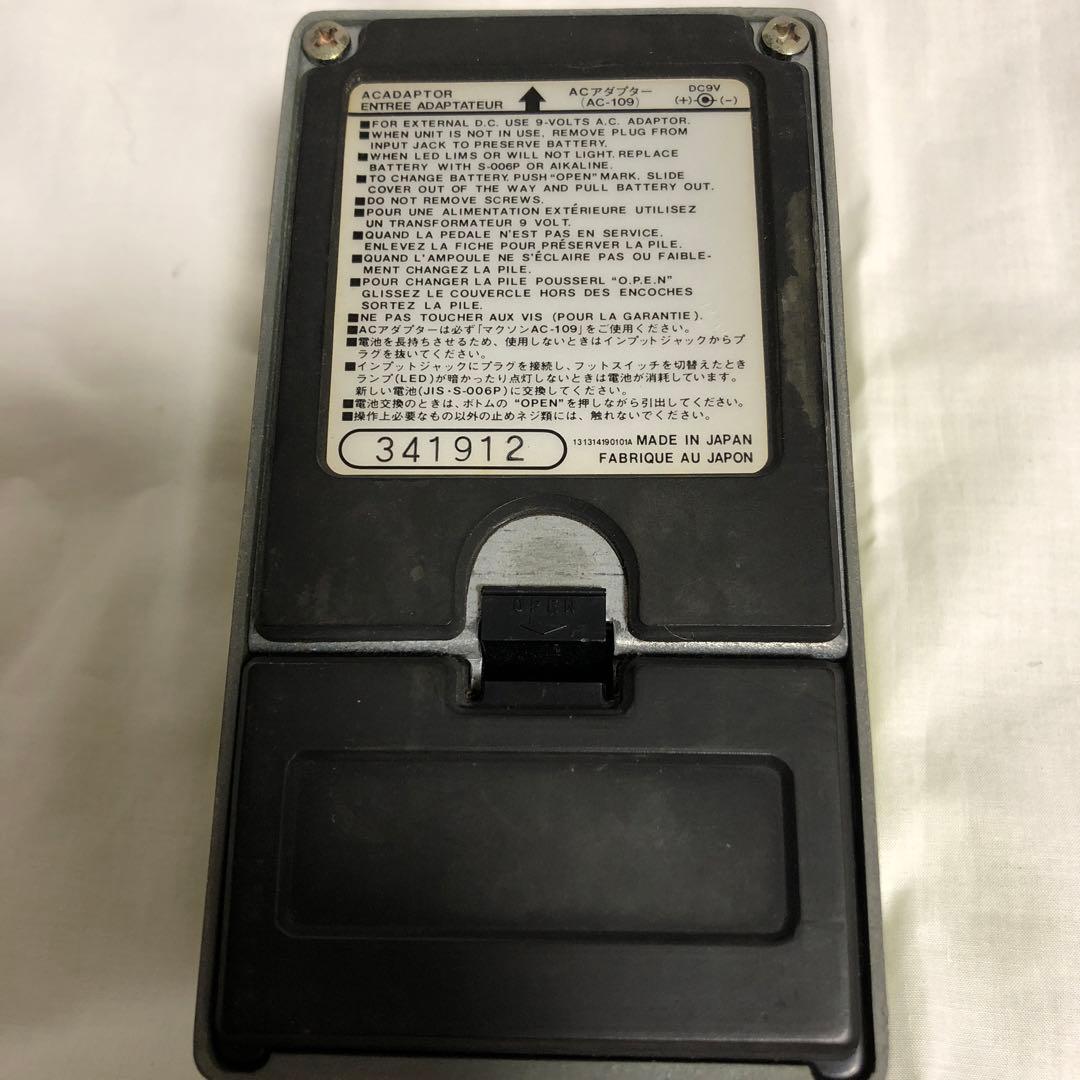 ACADAPTOR
ENTREE ADAPTATEUR
ACアダプター
(AC-109)
DC9V
(+) (-)
■FOR EXTERNAL D.C. USE 9-VOLTS A.C. ADAPTOR.
■WHEN UNIT IS NOT IN USE, REMOVE PLUG FROM
INPUT JACK TO PRESERVE BATTERY.
■WHEN LED LIMS OR WILL NOT LIGHT. REPLACE
BATTERY WITH S-006P OR AIKALINE.
■TO CHANGE BATTERY. PUSH "OPEN" MARK, SLIDE
COVER OUT OF THE WAY AND PULL BATTERY OUT.
■DO NOT REMOVE SCREWS.
■POUR UNE ALIMENTATION EXTÉRIEURE UTILISEZ
UN TRANSFORMATEUR 9 VOLT.
■QUAND LA PEDALE N'EST PAS EN SERVICE.
ENLEVEZ LA FICHE POUR PRÉSERVER LA PILE.
■QUAND L'AMPOULE NE S'ÉCLAIRE PAS OU FAIBLE-
MENT CHANGEZ LA PILE.
■POUR CHANGER LA PILE POUSSERL "O.P.E.N"
GLISSEZ LE COUVERCLE HORS DES ENCOCHES
SORTEZ LA PILE.
■NE PAS TOUCHER AUX VIS (POUR LA GARANTIE).
■ACアダプターは必ず「マクソンAC-109」をご使用ください。
■電池を長持ちさせるため、使用しないときはインプットジャックからプ
ラグを抜いてください。
■インプットジャックにプラグを接続し、フットスイッチを切替えたとき
ランプ(LED)が暗かったり点灯しないときは電池が消耗しています。
新しい電池(JIS·S-006P)に交換してください。
■電池交換のときは、ボトムの "OPEN" を押しながら引出してください。
■操作上必要なもの以外の止めネジ類には、触れないでください。
341912
131314190101A MADE IN JAPAN
FABRIQUE AU JAPON
OPEN